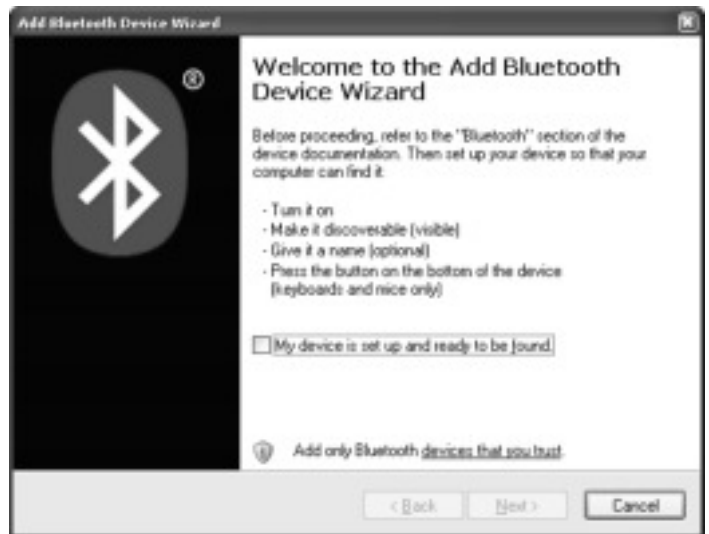 Add Bluetooth Device Wizard
®
Welcome to the Add Bluetooth
Device Wizard
Before proceeding, refer to the "Bluetooth" section of the
device documentation. Then set up your device so that your
computer can find it:
- Turn it on
- Make it discoverable (visible)
- Give it a name (optional)
- Press the button on the bottom of the device
(keyboards and mice only)
My device is set up and ready to be found.
Add only Bluetooth devices that you trust.
< Back Next > Cancel